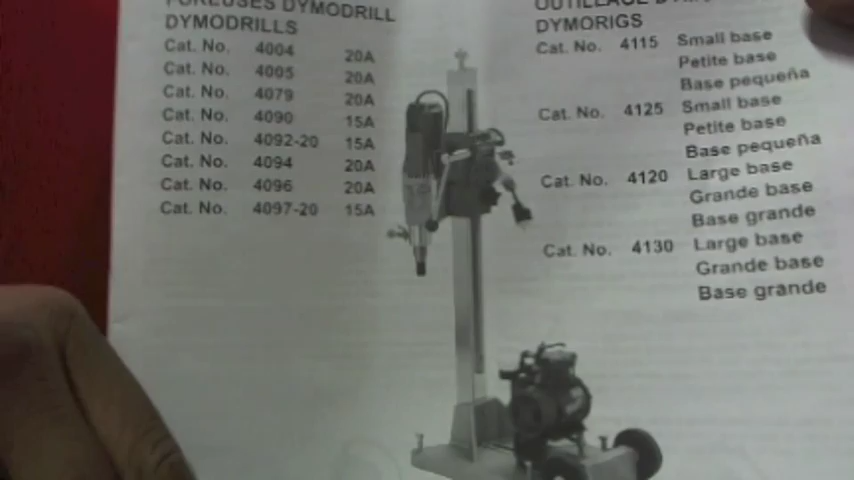 DYMODRILL
DYMODRILLS
Cat. No. 4004 20A
Cat. No. 4005 20A
Cat. No. 4079 20A
Cat. No. 4090 15A
Cat. No. 4092-20 15A
Cat. No. 4094 20A
Cat. No. 4096 20A
Cat. No. 4097-20 15A
OUTILLAGE
DYMORIGS
Cat. No. 4115 Small base
Petite base
Base pequeña
Cat. No. 4125 Small base
Petite base
Base pequeña
Cat. No. 4120 Large base
Grande base
Base grande
Cat. No. 4130 Large base
Grande base
Base grande